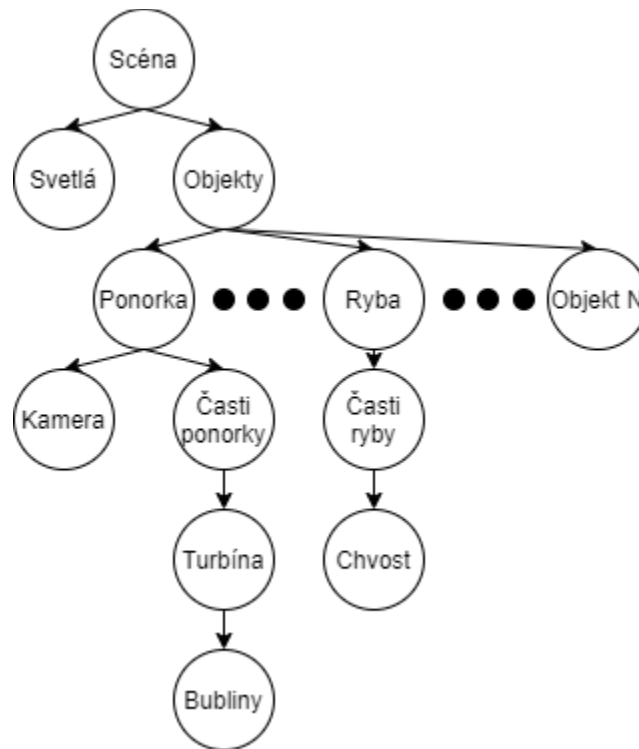 Scéna
Svetlá
Objekty
Ponorka
Ryba
Objekt N
Kamera
Časti
ponorky
Časti
ryby
Turbína
Chvost
Bubliny